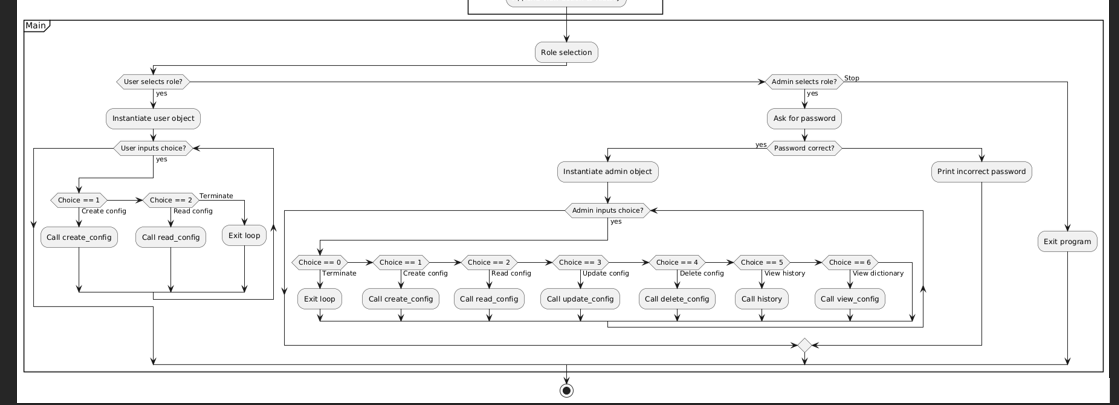 Main
Role selection
User selects role?
Admin selects role?
Stop
yes
yes
Instantiate user object
Ask for password
User inputs choice?
yes
Password correct?
yes
Instantiate admin object
Print incorrect password
Choice == 1
Choice == 2
Terminate
Create config
Read config
Admin inputs choice?
yes
Call create_config
Call read_config
Exit loop
Exit program
Choice == 0
Choice == 1
Choice == 2
Choice == 3
Choice == 4
Choice == 5
Choice == 6
Terminate
Create config
Read config
Update config
Delete config
View history
View dictionary
Exit loop
Call create_config
Call read_config
Call update_config
Call delete_config
Call history
Call view_config